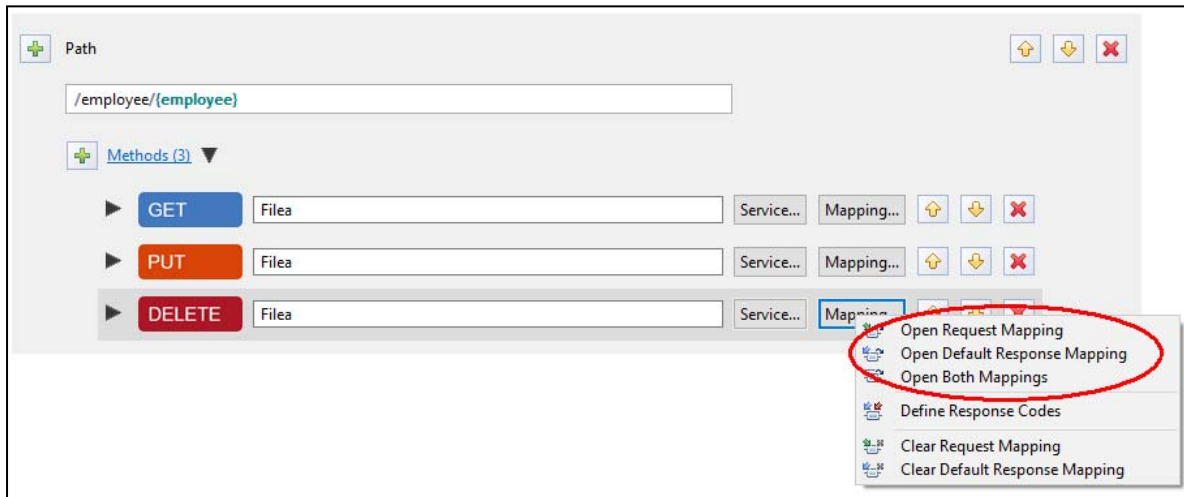 Path
/employee/{employee}
Methods (3)
GET Filea Service... Mapping...
PUT Filea Service... Mapping...
DELETE Filea Service... Mapping...
Open Request Mapping
Open Default Response Mapping
Open Both Mappings
Define Response Codes
Clear Request Mapping
Clear Default Response Mapping